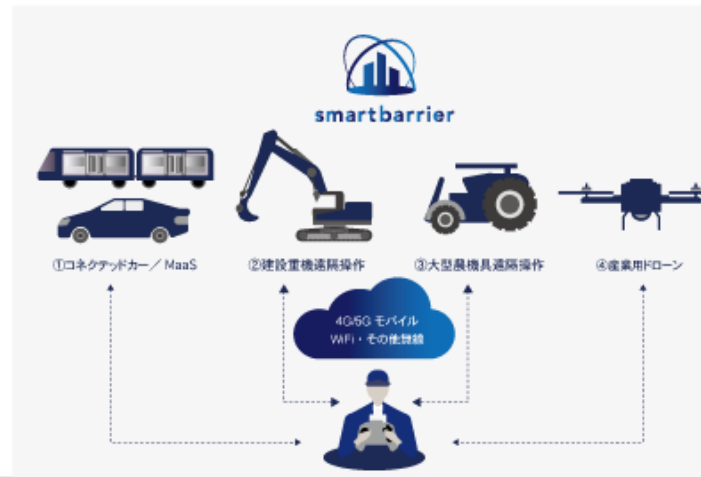 smartbarrier
①コネクテッドカー／MaaS
②建設重機遠隔操作
③大型農機具遠隔操作
④産業用ドローン
4G/5G モバイル
WiFi・その他無線